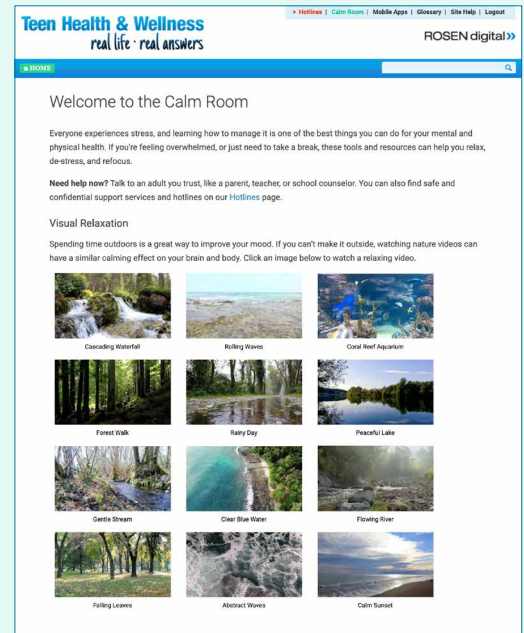 Hotlines | Calm Room | Mobile Apps | Glossary | Site Help | Logout
Teen Health & Wellness
real life · real answers
ROSEN digital»
HOME
Welcome to the Calm Room
Everyone experiences stress, and learning how to manage it is one of the best things you can do for your mental and
physical health. If you're feeling overwhelmed, or just need to take a break, these tools and resources can help you relax,
de-stress, and refocus.
Need help now? Talk to an adult you trust, like a parent, teacher, or school counselor. You can also find safe and
confidential support services and hotlines on our Hotlines page.
Visual Relaxation
Spending time outdoors is a great way to improve your mood. If you can't make it outside, watching nature videos can
have a similar calming effect on your brain and body. Click an image below to watch a relaxing video.
Cascading Waterfall
Rolling Waves
Coral Reef Aquarium
Forest Walk
Rainy Day
Peaceful Lake
Gentle Stream
Clear Blue Water
Flowing River
Falling Leaves
Abstract Waves
Calm Sunset